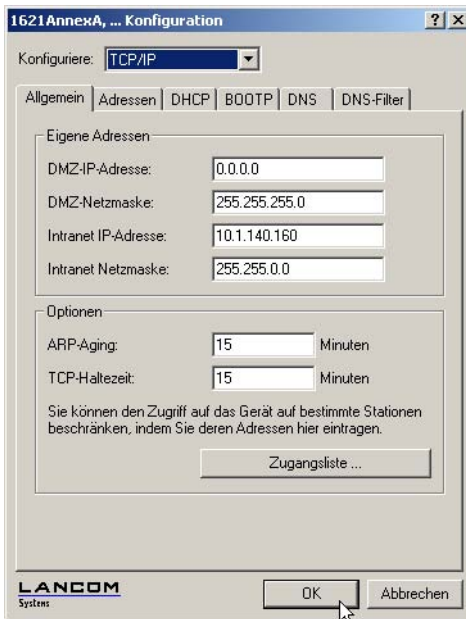 1621AnnexA, ... Konfiguration
Konfiguriere: TCP/IP
Allgemein Adressen DHCP BOOTP DNS DNS-Filter
Eigene Adressen
DMZ-IP-Adresse: 0.0.0.0
DMZ-Netzmaske: 255.255.255.0
Intranet IP-Adresse: 10.1.140.160
Intranet Netzmaske: 255.255.0.0
Optionen
ARP-Aging: 15 Minuten
TCP-Haltezeit: 15 Minuten
Sie können den Zugriff auf das Gerät auf bestimmte Stationen
beschränken, indem Sie deren Adressen hier eintragen.
Zugangsliste ...
LANCOM
Systems
OK Abbrechen